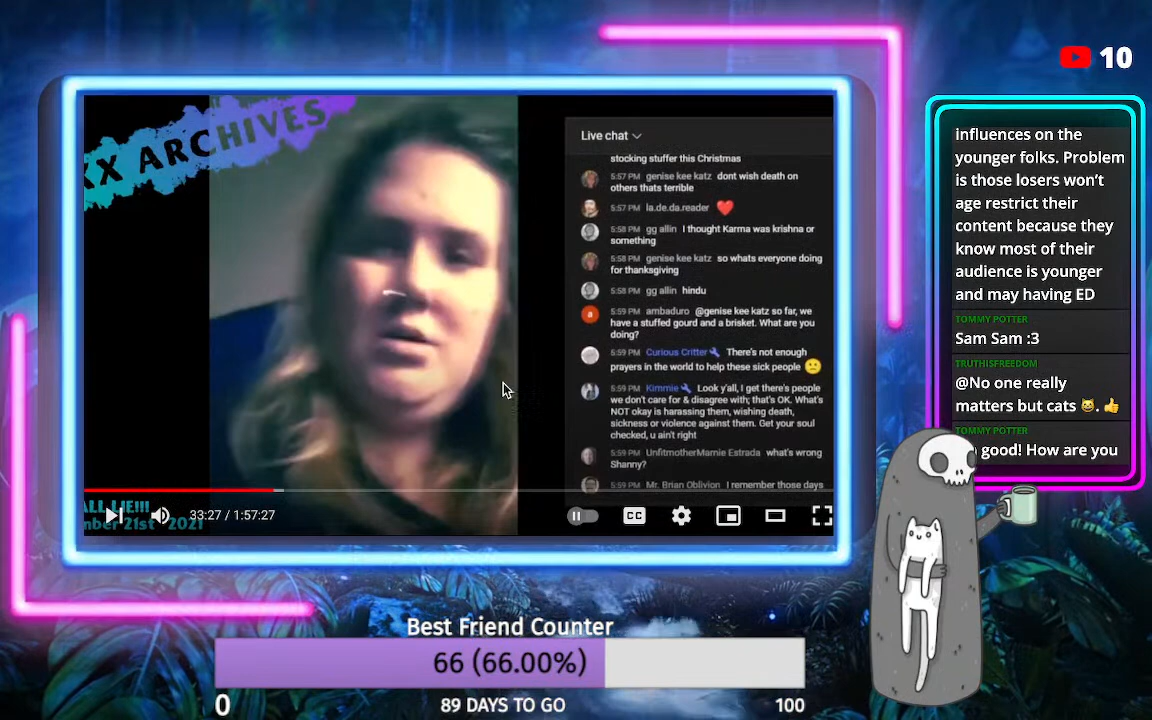 10
XX ARCHIVES
Live chat
stocking stuffer this Christmas
5:57 PM genise kee katz dont wish death on
others thats terrible
5:57 PM la.de.da.reader
5:58 PM gg allin I thought Karma was krishna or
something
5:58 PM genise kee katz so whats everyone doing
for thanksgiving
5:58 PM gg allin hindu
a
5:59 PM ambaduro @genise kee katz so far, we
have a stuffed gourd and a brisket. What are you
doing?
5:59 PM Curious Critter There's not enough
prayers in the world to help these sick people
5:59 PM Kimmie Look y'all, I get there's people
we don't care for & disagree with; that's OK. What's
NOT okay is harassing them, wishing death,
sickness or violence against them. Get your soul
checked, u ain't right
5:59 PM UnfitmotherMamie Estrada what's wrong
Shanny?
5:59 PM Mr. Brian Oblivion I remember those days
ALL LIE!!!
mber 21st 2021
33:27 / 1:57:27
CC
influences on the
younger folks. Problem
is those losers won't
age restrict their
content because they
know most of their
audience is younger
and may having ED
TOMMY POTTER
Sam Sam :3
TRUTHISFREEDOM
@No one really
matters but cats 😺. 👍
TOMMY POTTER
good! How are you
Best Friend Counter
66 (66.00%)
0
89 DAYS TO GO
100